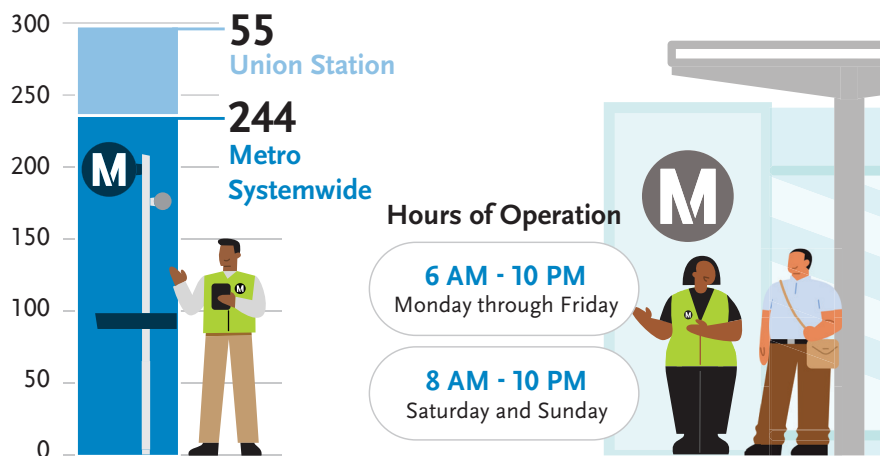 300
250
200
150
100
50
0
55
Union Station
244
Metro
Systemwide
M
M
Hours of Operation
6 AM - 10 PM
Monday through Friday
8 AM - 10 PM
Saturday and Sunday
M
M